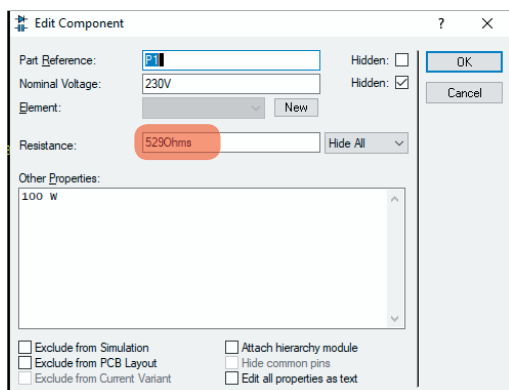 Edit Component ? ×
Part Reference: P1 Hidden: OK
Nominal Voltage: 230V Hidden: Cancel
Element: New
Resistance: 529Ohms Hide All
Other Properties:
100 W
Exclude from Simulation Attach hierarchy module
Exclude from PCB Layout Hide common pins
Exclude from Current Variant Edit all properties as text